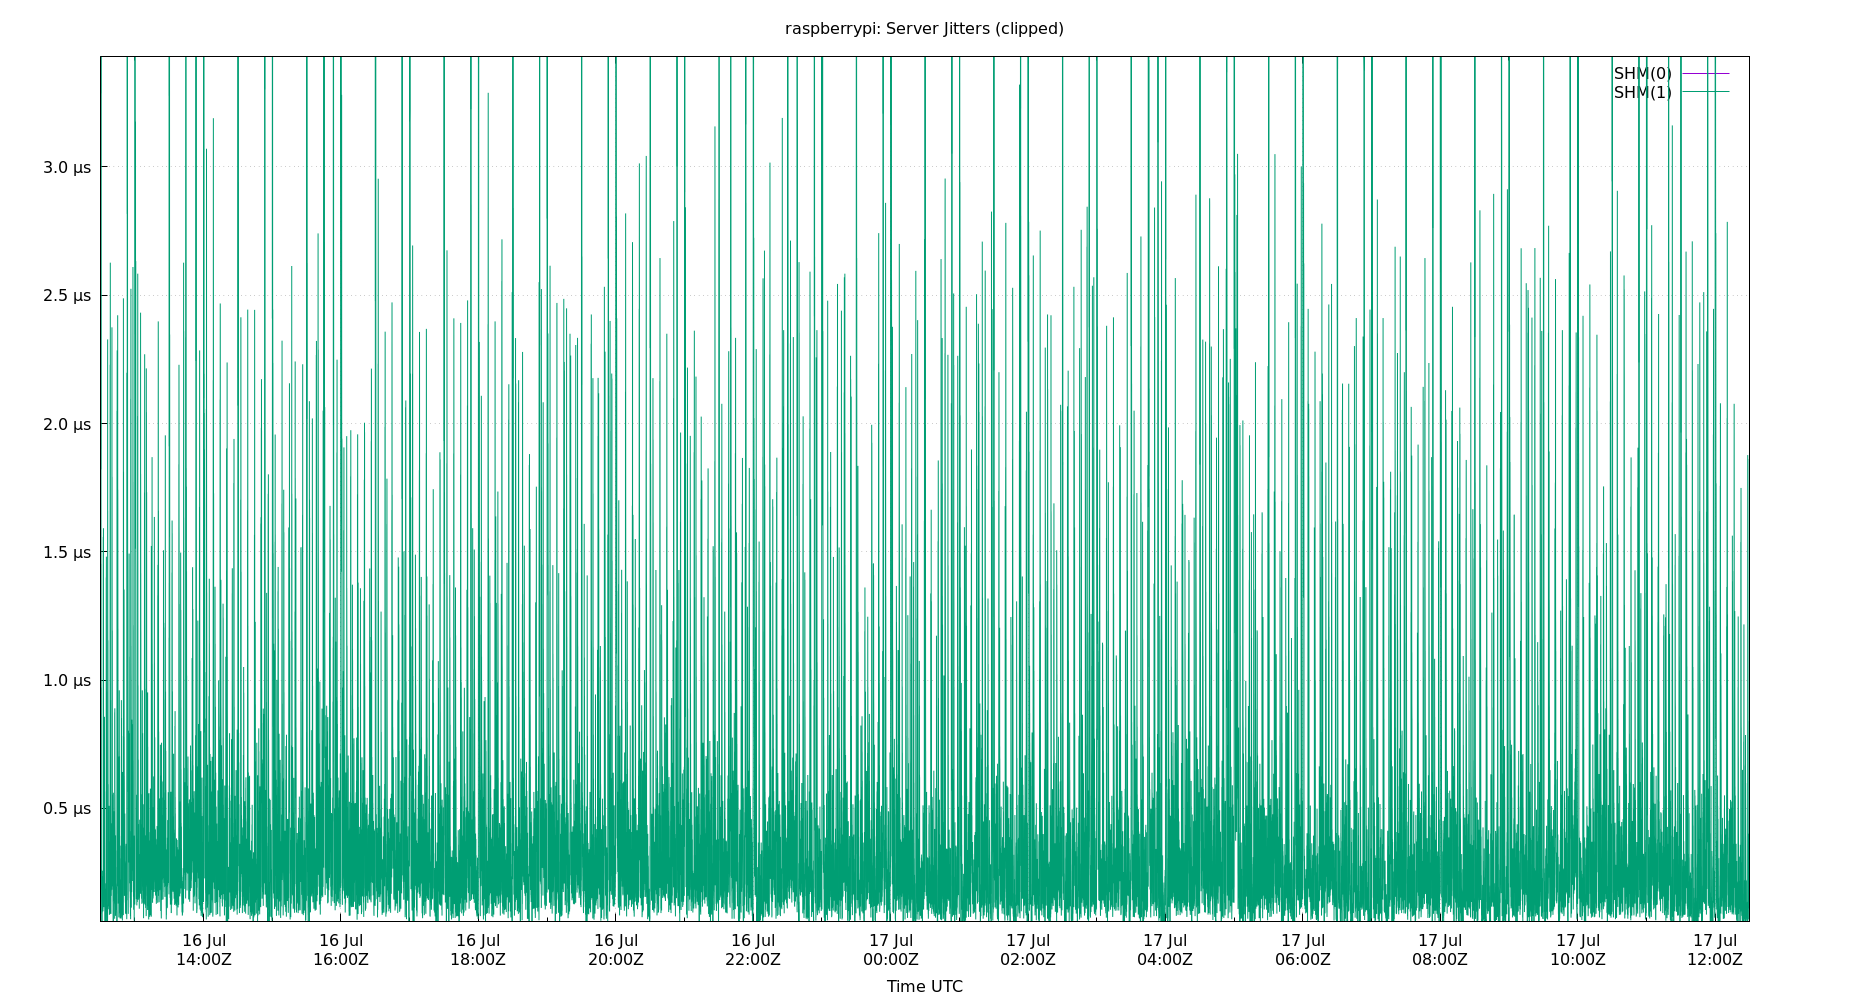 raspberrypi: Server Jitters (clipped)
SHM(0)
SHM(1)
3.0 µs
2.5 µs
2.0 µs
1.5 µs
1.0 µs
0.5 µs
16 Jul 16 Jul 16 Jul 16 Jul 16 Jul 17 Jul 17 Jul 17 Jul 17 Jul 17 Jul 17 Jul 17 Jul
14:00Z 16:00Z 18:00Z 20:00Z 22:00Z 00:00Z 02:00Z 04:00Z 06:00Z 08:00Z 10:00Z 12:00Z
Time UTC